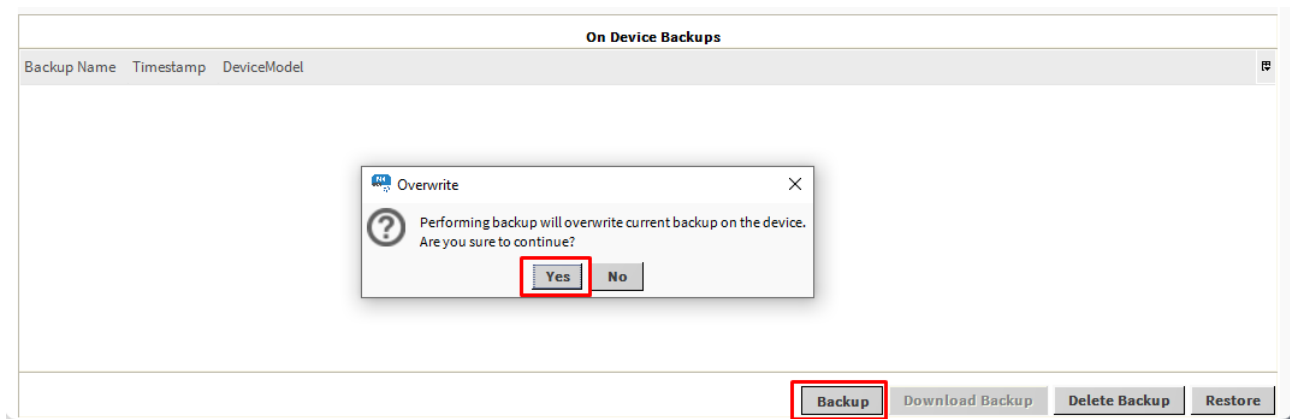 On Device Backups
Backup Name Timestamp DeviceModel
Overwrite
Performing backup will overwrite current backup on the device.
Are you sure to continue?
Yes No
Backup Download Backup Delete Backup Restore